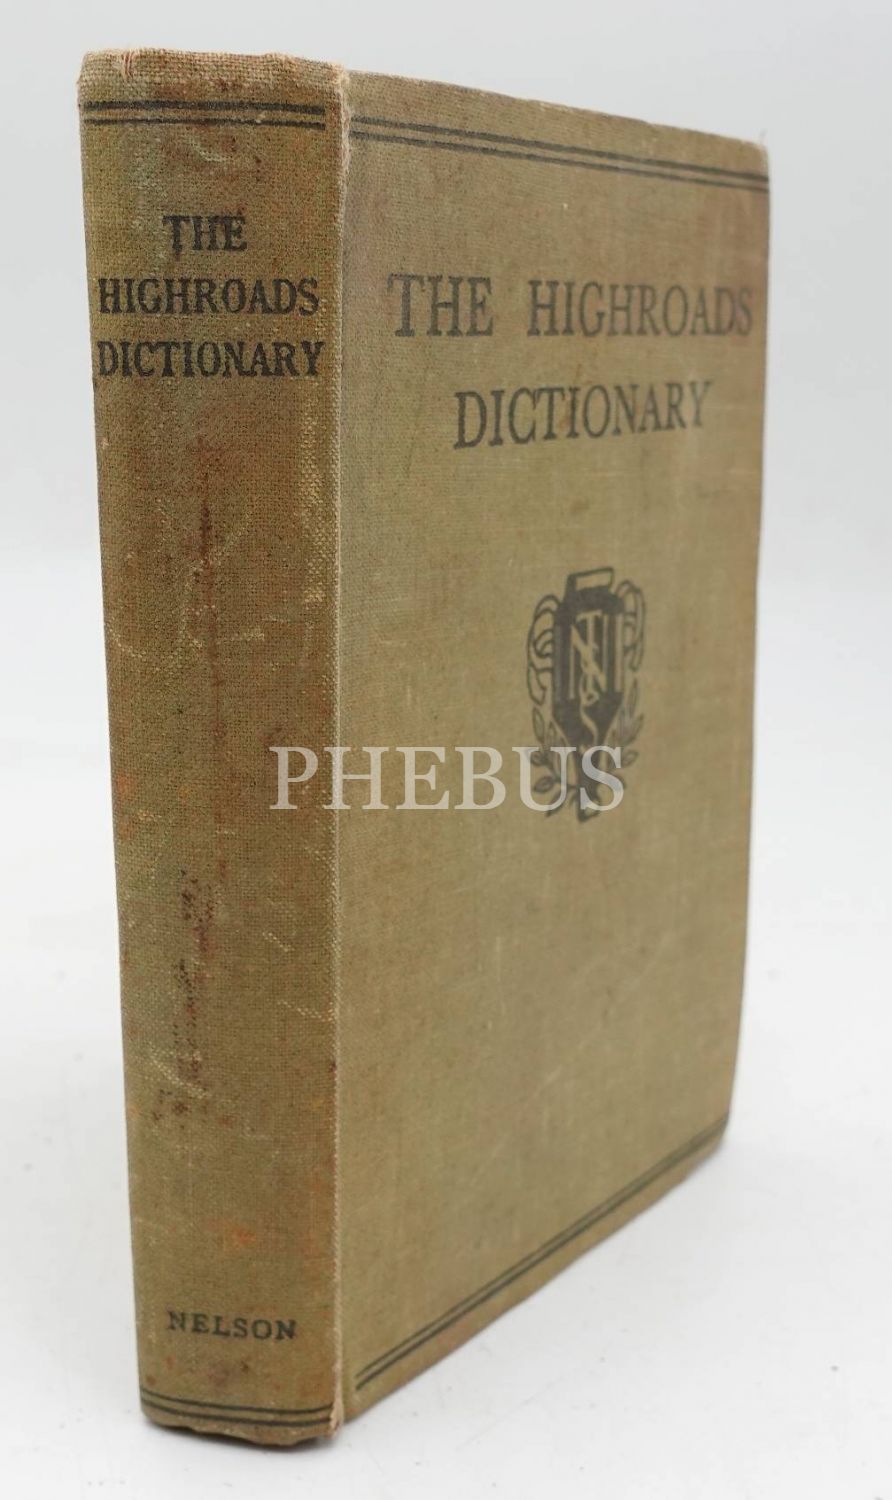 THE
HIGHROADS
DICTIONARY
NELSON
THE HIGHROADS
DICTIONARY
PHEBUS